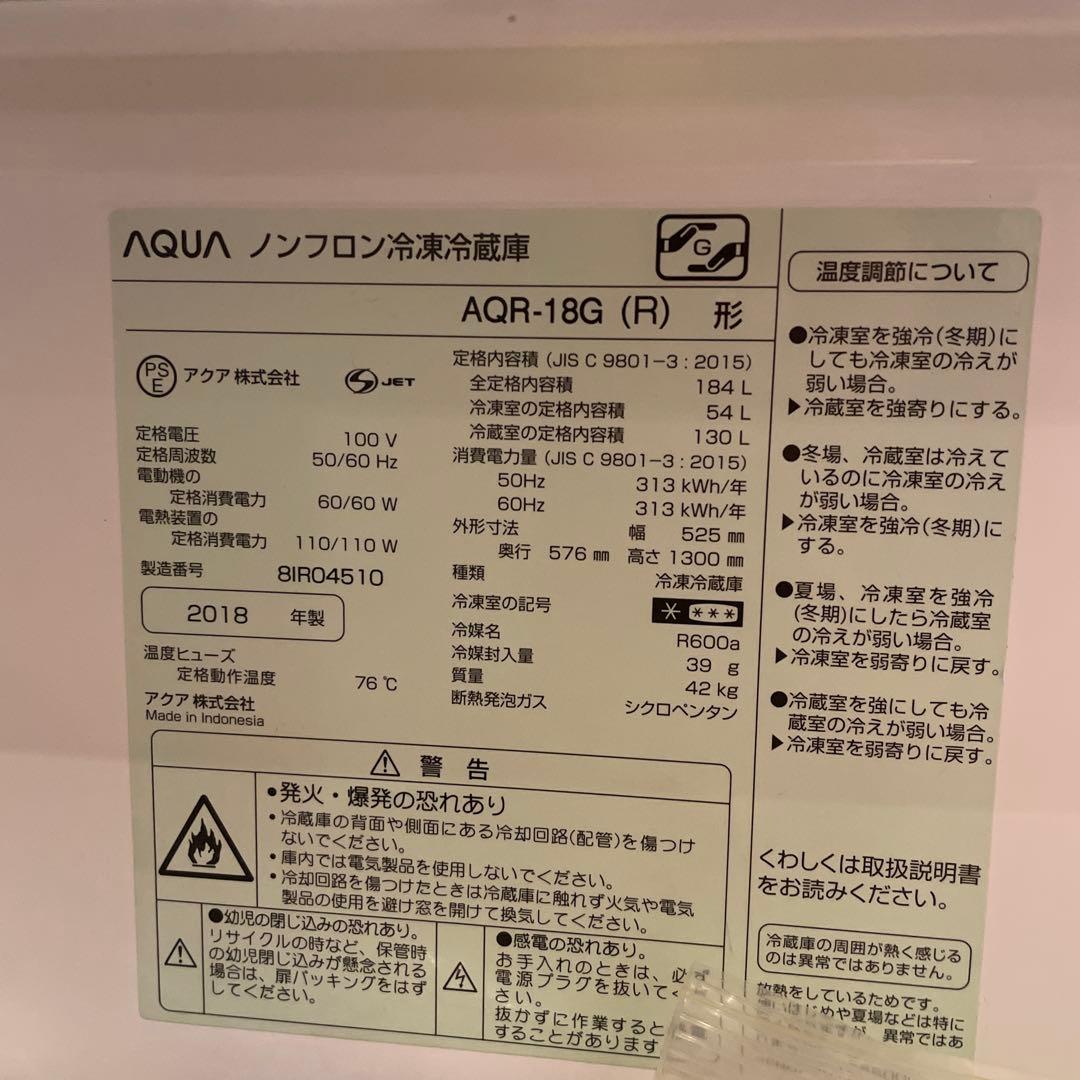 AQUA ノンフロン冷凍冷蔵庫
G
AQR-18G (R) 形
PS
E
アクア 株式会社
S JET
定格電圧 100 V
定格周波数 50/60 Hz
電動機の
定格消費電力 60/60 W
電熱装置の
定格消費電力 110/110 W
製造番号 8IR04510
2018 年製
温度ヒューズ
定格動作温度 76 ℃
アクア 株式会社
Made in Indonesia
定格内容積 (JIS C 9801-3 : 2015)
全定格内容積 184 L
冷凍室の定格内容積 54 L
冷蔵室の定格内容積 130 L
消費電力量 (JIS C 9801-3 : 2015)
50Hz 313 kWh/年
60Hz 313 kWh/年
外形寸法 幅 525 ㎜
奥行 576 ㎜ 高さ 1300 ㎜
種類 冷凍冷蔵庫
冷凍室の記号 * ***
冷媒名 R600a
冷媒封入量 39 g
質量 42 kg
断熱発泡ガス シクロペンタン
警 告
•発火・爆発の恐れあり
•冷蔵庫の背面や側面にある冷却回路(配管)を傷つけ
ないでください。
•庫内では電気製品を使用しないでください。
•冷却回路を傷つけたときは冷蔵庫に触れず火気や電気
製品の使用を避け窓を開けて換気してください。
●幼児の閉じ込みの恐れあり。
リサイクルの時など、保管時
の幼児閉じ込みが懸念される
場合は、扉パッキングをはず
してください。
●感電の恐れあり。
お手入れのときは、必ず
電源プラグを抜いてく
さい。
抜かずに作業すると
することがあります
温度調節について
●冷凍室を強冷(冬期)に
しても冷凍室の冷えが
弱い場合。
▶冷蔵室を強寄りにする。
●冬場、冷蔵室は冷えて
いるのに冷凍室の冷え
が弱い場合。
▶冷凍室を強冷(冬期)に
する。
●夏場、冷凍室を強冷
(冬期)にしたら冷蔵室
の冷えが弱い場合。
▶冷凍室を弱寄りに戻す。
●冷蔵室を強にしても冷
蔵室の冷えが弱い場合。
▶冷凍室を弱寄りに戻す。
くわしくは取扱説明書
をお読みください。
冷蔵庫の周囲が熱く感じる
のは異常ではありません。
放熱をしているためです。
使いはじめや夏場などは特に
ますが、異常ではあ